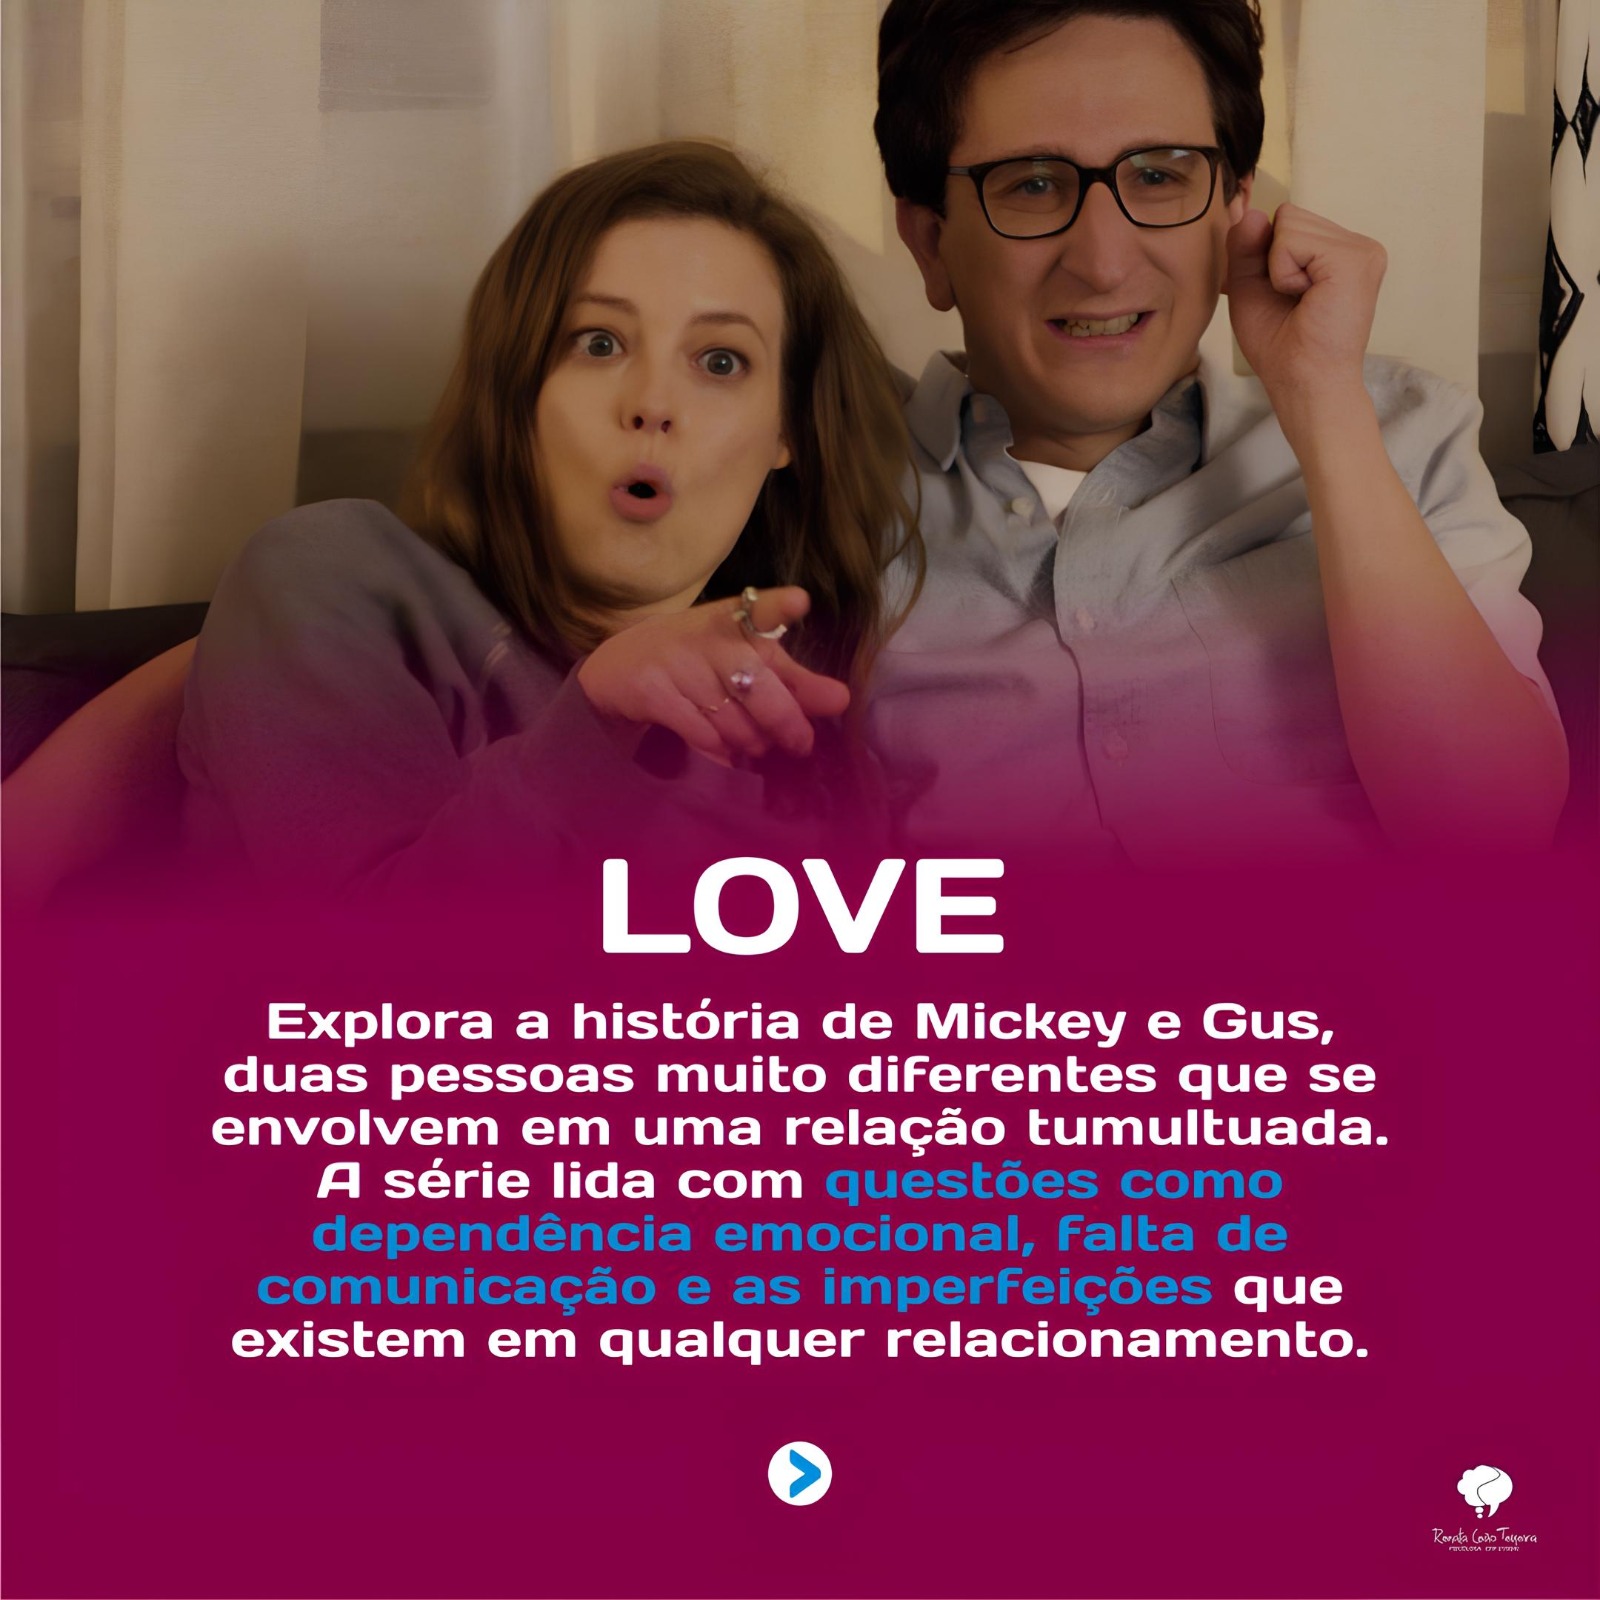 LOVE
Explora a história de Mickey e Gus,
duas pessoas muito diferentes que se
envolvem em uma relação tumultuada.
A série lida com questões como
dependência emocional, falta de
comunicação e as imperfeições que
existem em qualquer relacionamento.
Renata